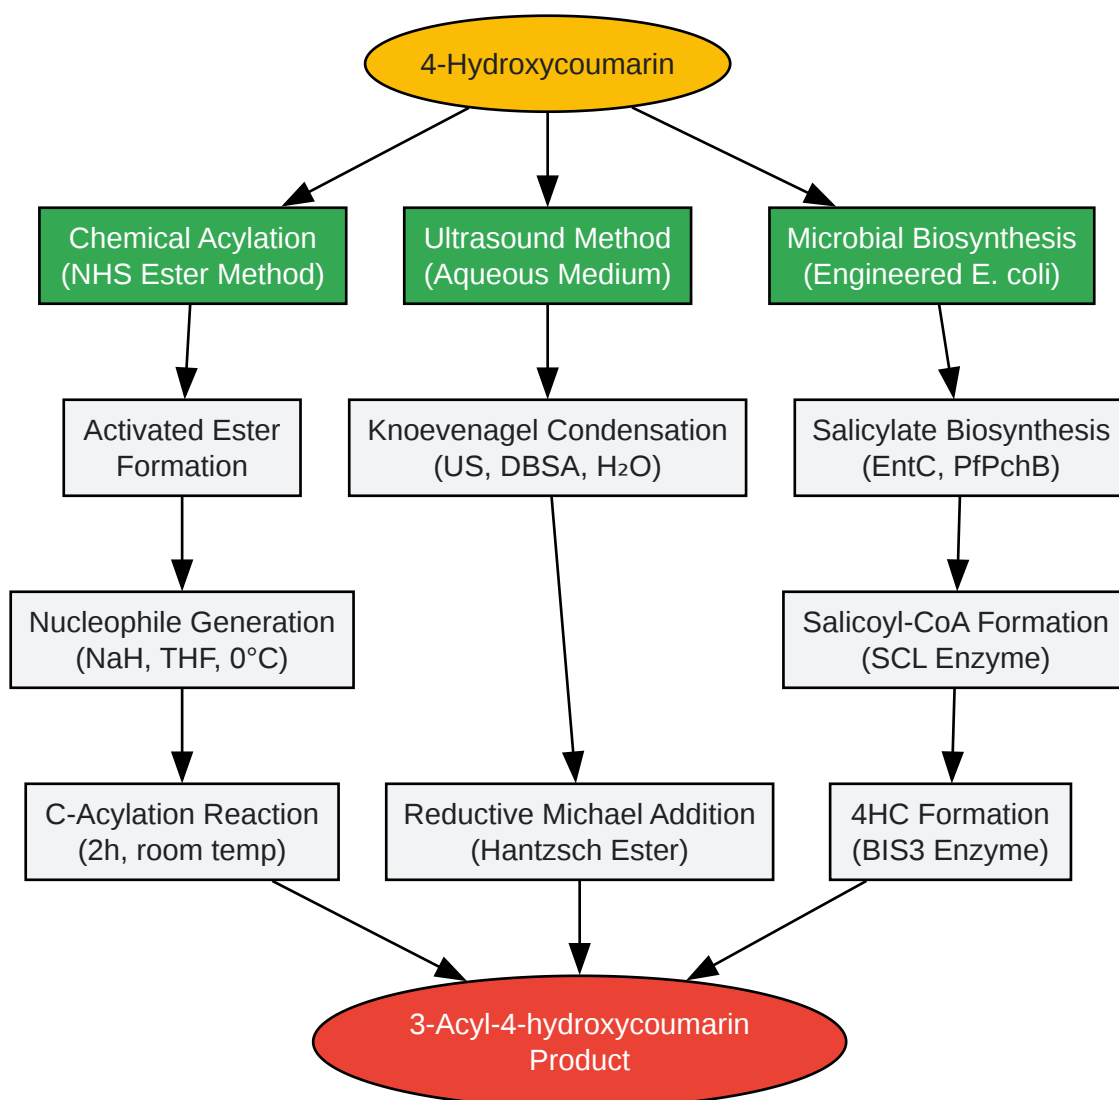 4-Hydroxycoumarin
Chemical Acylation
(NHS Ester Method)
Ultrasound Method
(Aqueous Medium)
Microbial Biosynthesis
(Engineered E. coli)
Activated Ester
Formation
Knoevenagel Condensation
(US, DBSA, H₂O)
Salicylate Biosynthesis
(EntC, PfPchB)
Nucleophile Generation
(NaH, THF, 0°C)
Salicoyl-CoA Formation
(SCL Enzyme)
C-Acylation Reaction
(2h, room temp)
Reductive Michael Addition
(Hantzsch Ester)
4HC Formation
(BIS3 Enzyme)
3-Acyl-4-hydroxycoumarin
Product